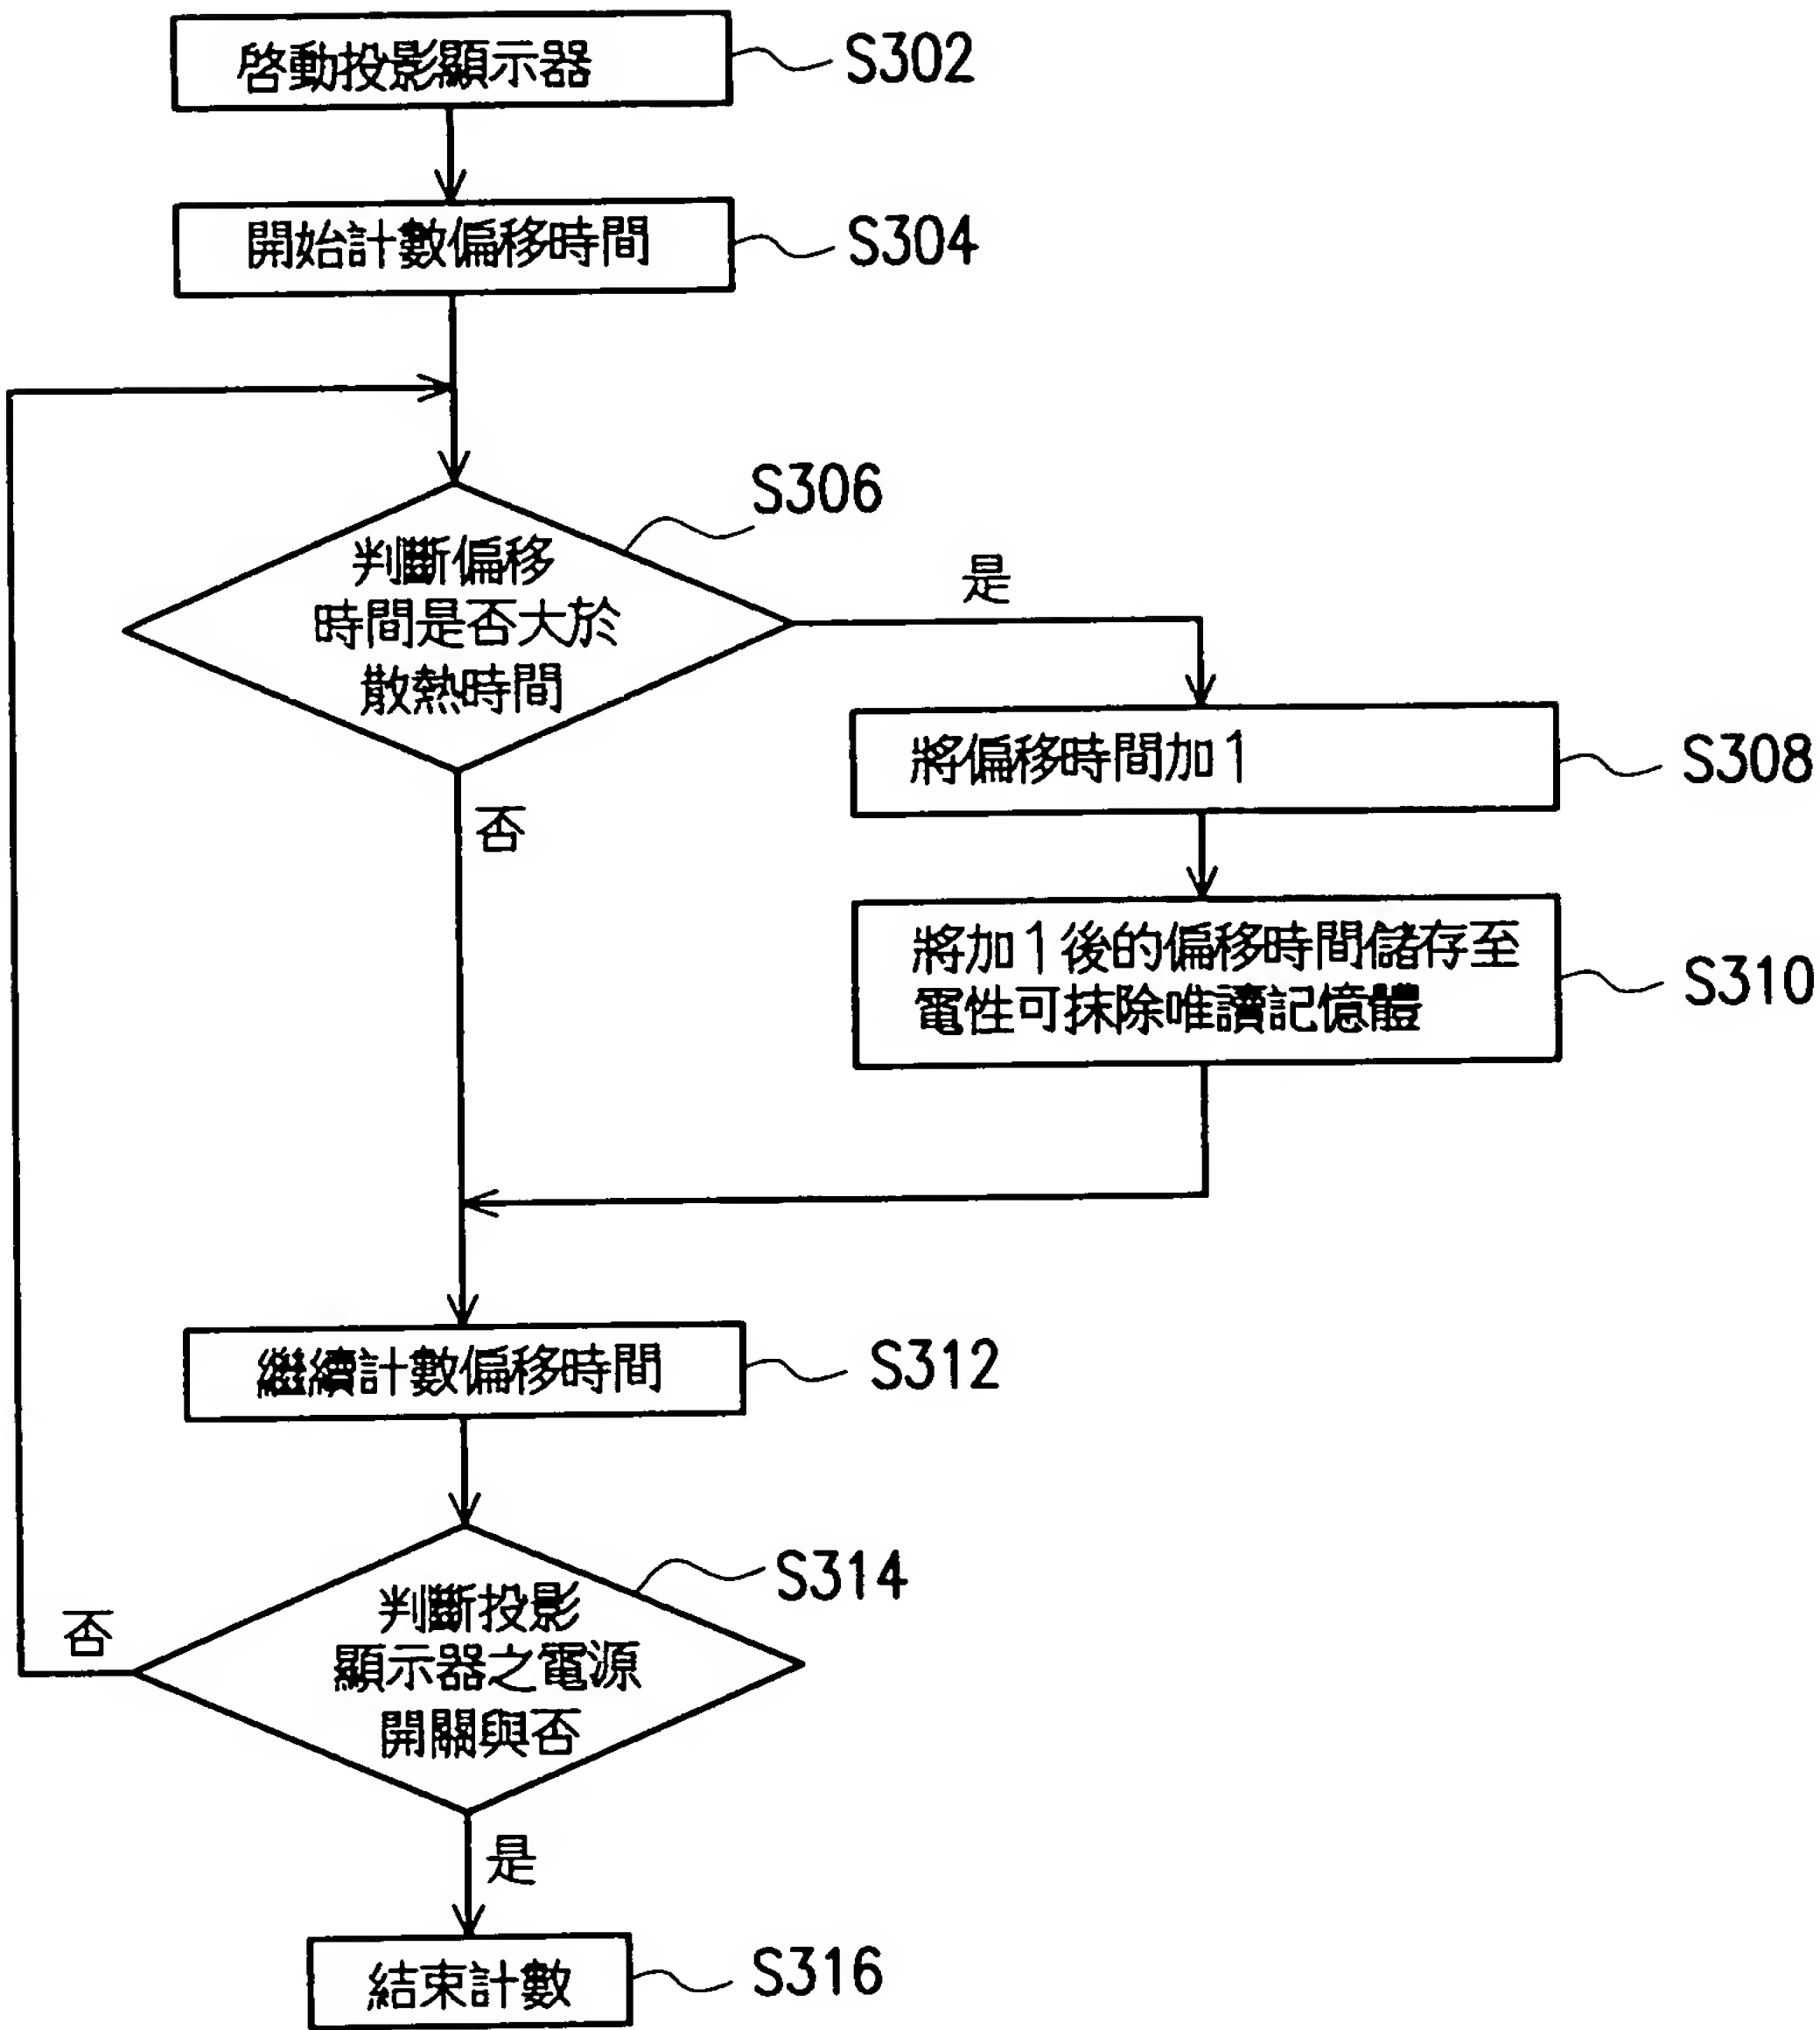 啓動投影顯示器
S302
開始計數偏移時間
S304
S306
判斷偏移
時間是否大於
散熱時間
是
將偏移時間加1
S308
否
將加1後的偏移時間儲存至
電性可抹除唯讀記憶體
S310
繼續計數偏移時間
S312
S314
判斷投影
顯示器之電源
開關與否
否
是
結束計數
S316